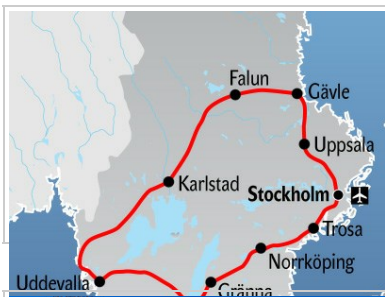 Falun
Gävle
Uppsala
Karlstad
Stockholm
Trosa
Norrköping
Uddevalla
Gränna